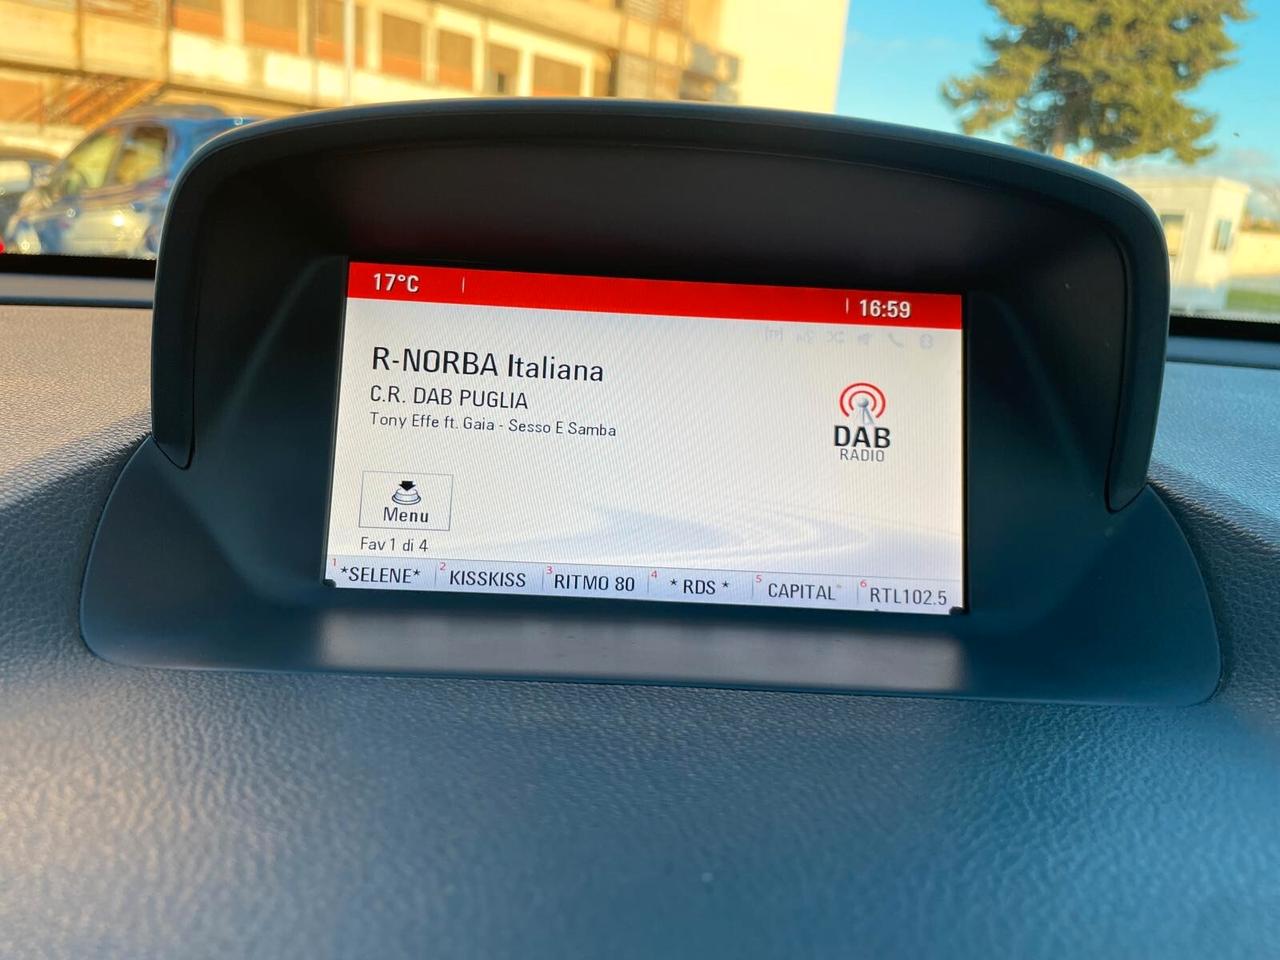 17°C 16:59
R-NORBA Italiana
C.R. DAB PUGLIA
Tony Effe ft. Gaia - Sesso E Samba
DAB
RADIO
Menu
Fav 1 di 4
1 *SELENE* 2 KISSKISS 3 RITMO 80 4 * RDS * 5 CAPITAL* 6 RTL102.5